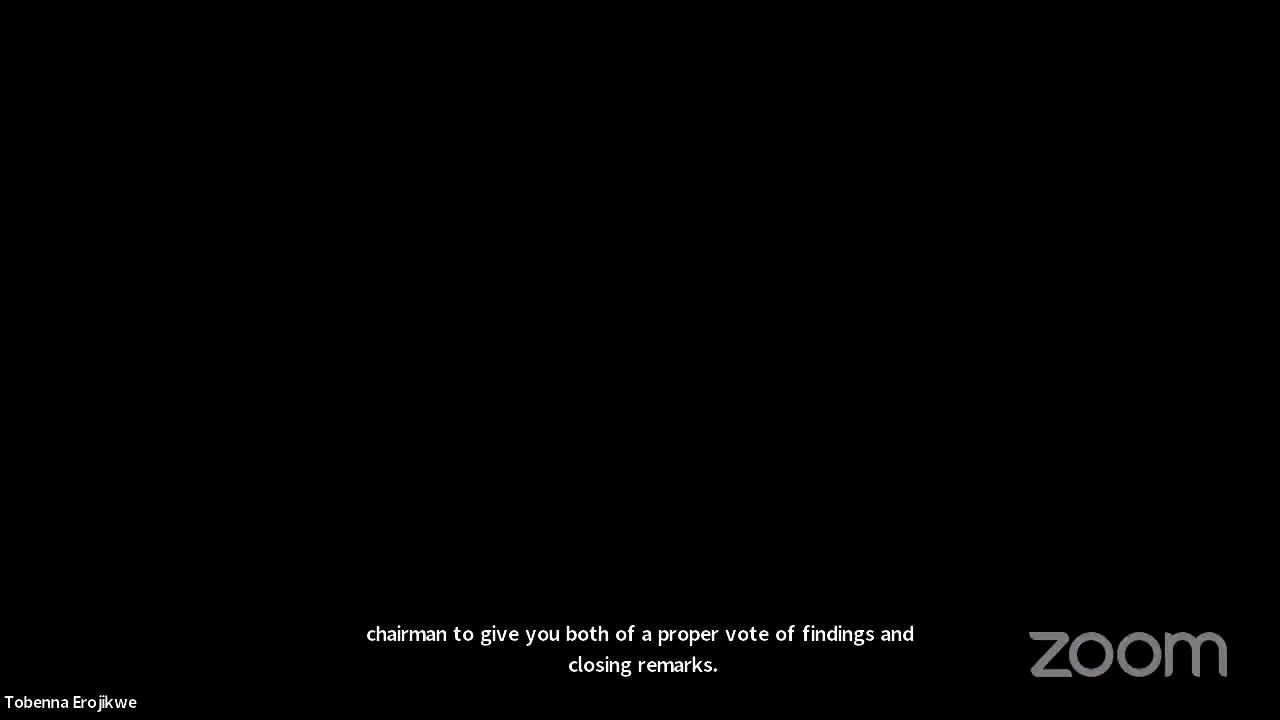 chairman to give you both of a proper vote of findings and
closing remarks.
zoom
Tobenna Erojikwe